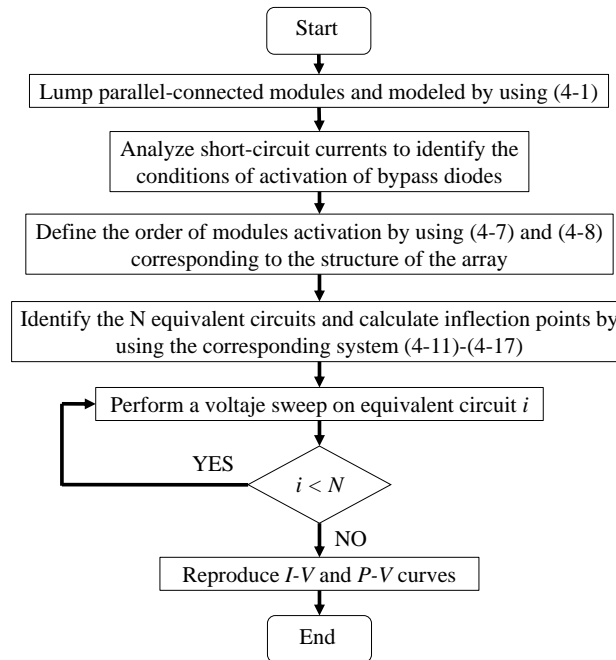 Start
Lump parallel-connected modules and modeled by using (4-1)
Analyze short-circuit currents to identify the
conditions of activation of bypass diodes
Define the order of modules activation by using (4-7) and (4-8)
corresponding to the structure of the array
Identify the N equivalent circuits and calculate inflection points by
using the corresponding system (4-11)-(4-17)
Perform a voltaje sweep on equivalent circuit i
YES
i < N
NO
Reproduce I-V and P-V curves
End